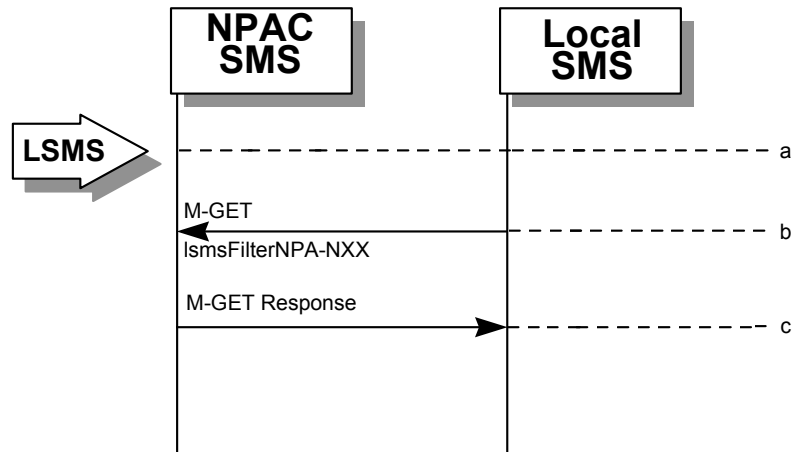 NPAC
SMS
Local
SMS
LSMS
a
M-GET
b
lsmsFilterNPA-NXX
M-GET Response
c